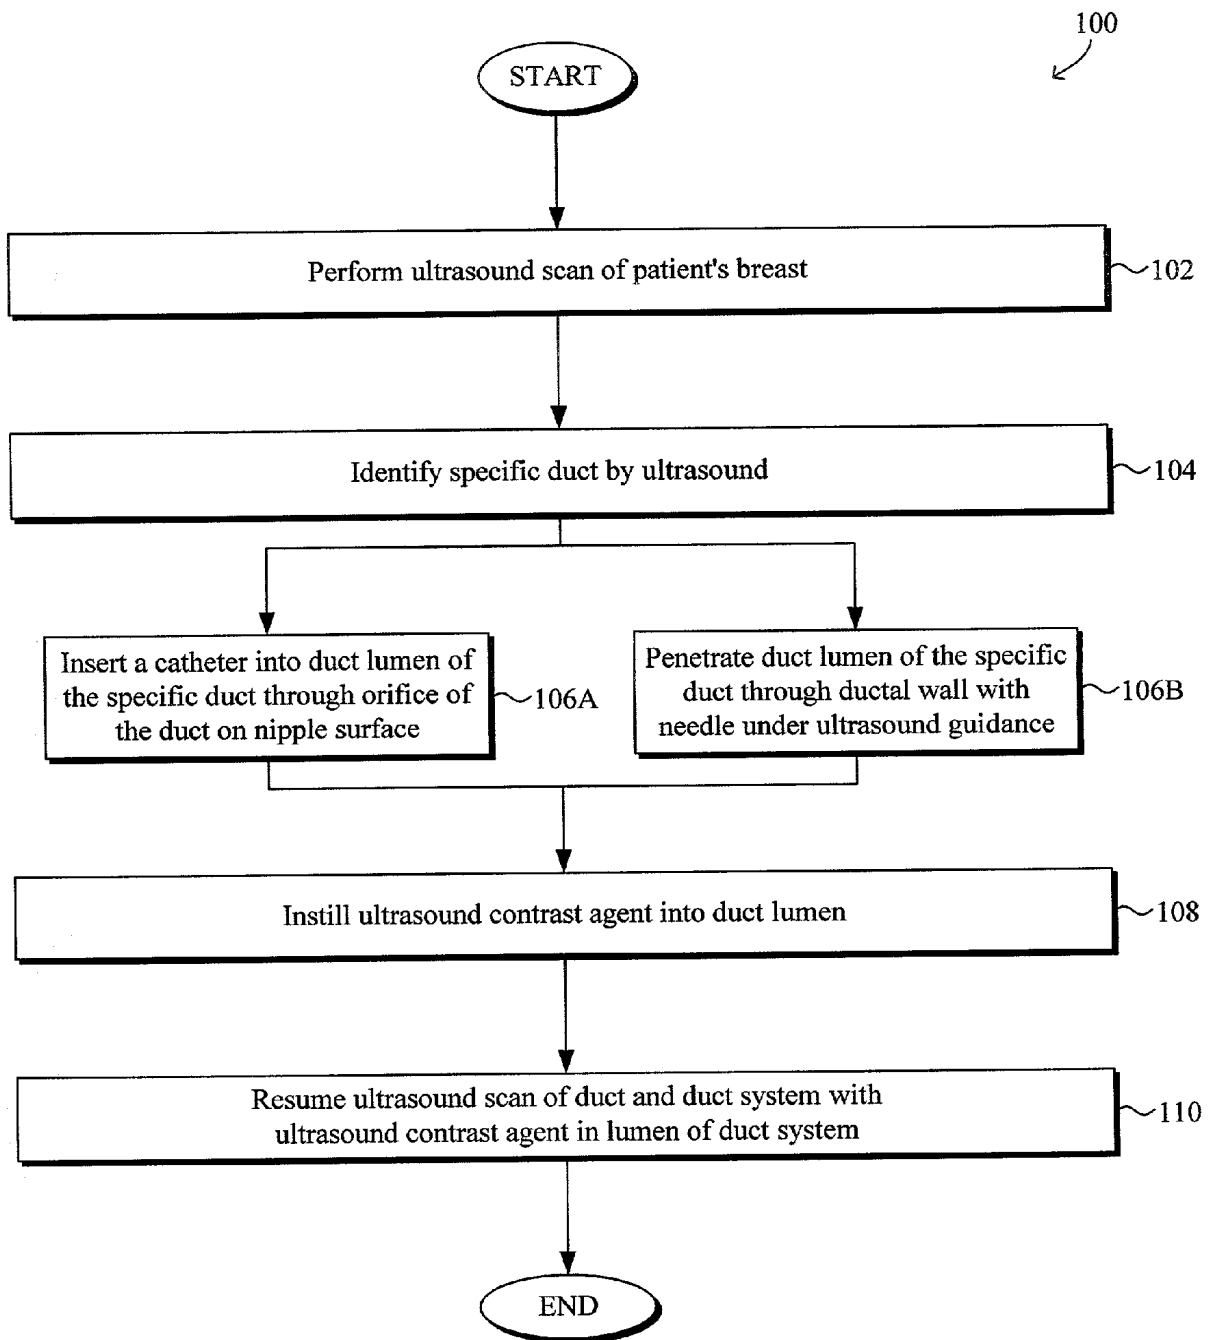 100
START
Perform ultrasound scan of patient's breast
102
Identify specific duct by ultrasound
104
Insert a catheter into duct lumen of
the specific duct through orifice of
the duct on nipple surface
106A
Penetrate duct lumen of the specific
duct through ductal wall with
needle under ultrasound guidance
106B
Instill ultrasound contrast agent into duct lumen
108
Resume ultrasound scan of duct and duct system with
ultrasound contrast agent in lumen of duct system
110
END